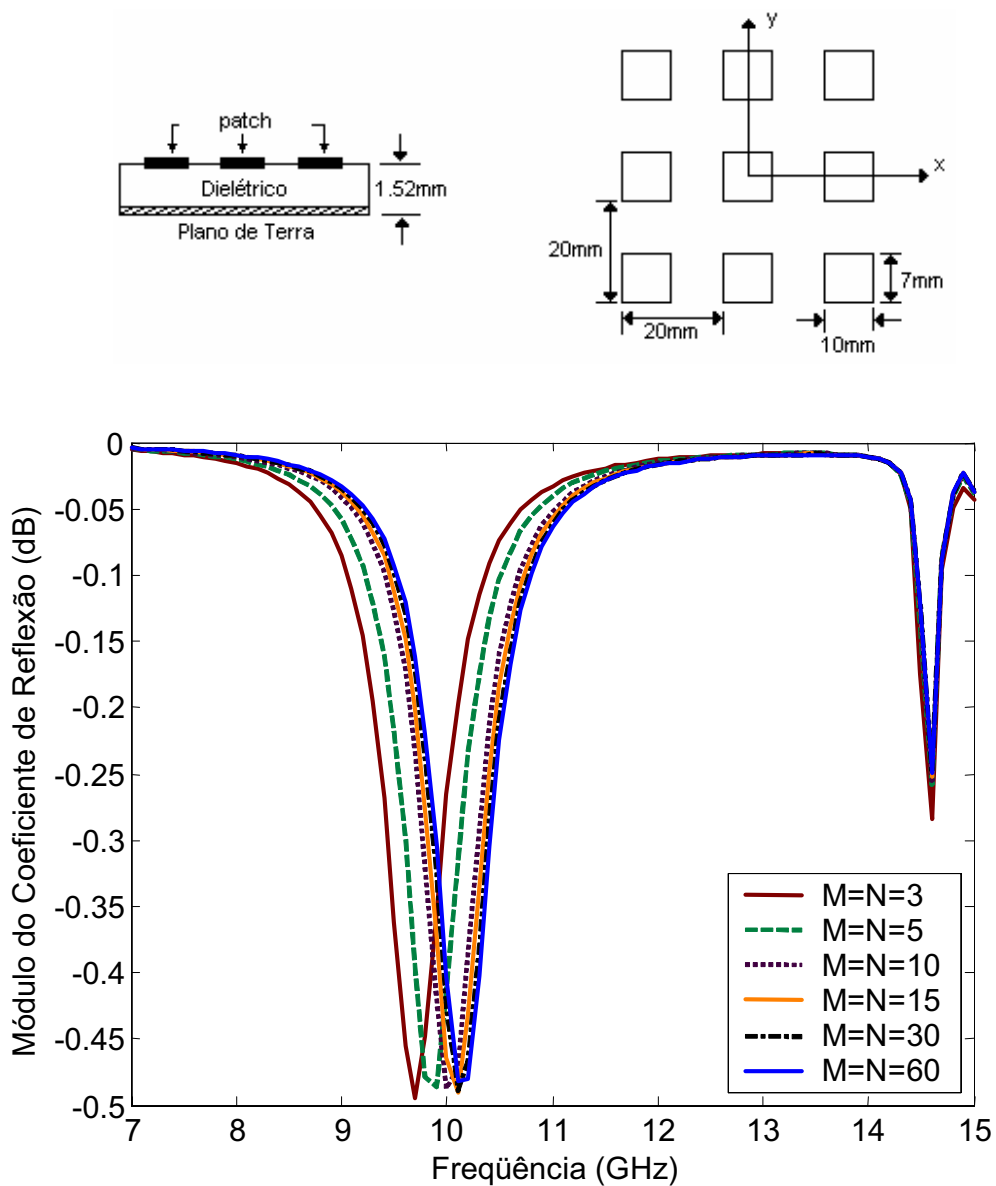 patch
Dielétrico
1.52mm
Plano de Terra
y
x
20mm
20mm
7mm
10mm
Módulo do Coeficiente de Reflexão (dB)
0
-0.05
-0.1
-0.15
-0.2
-0.25
-0.3
-0.35
-0.4
-0.45
-0.5
M=N=3
M=N=5
M=N=10
M=N=15
M=N=30
M=N=60
7 8 9 10 11 12 13 14 15
Freqüência (GHz)